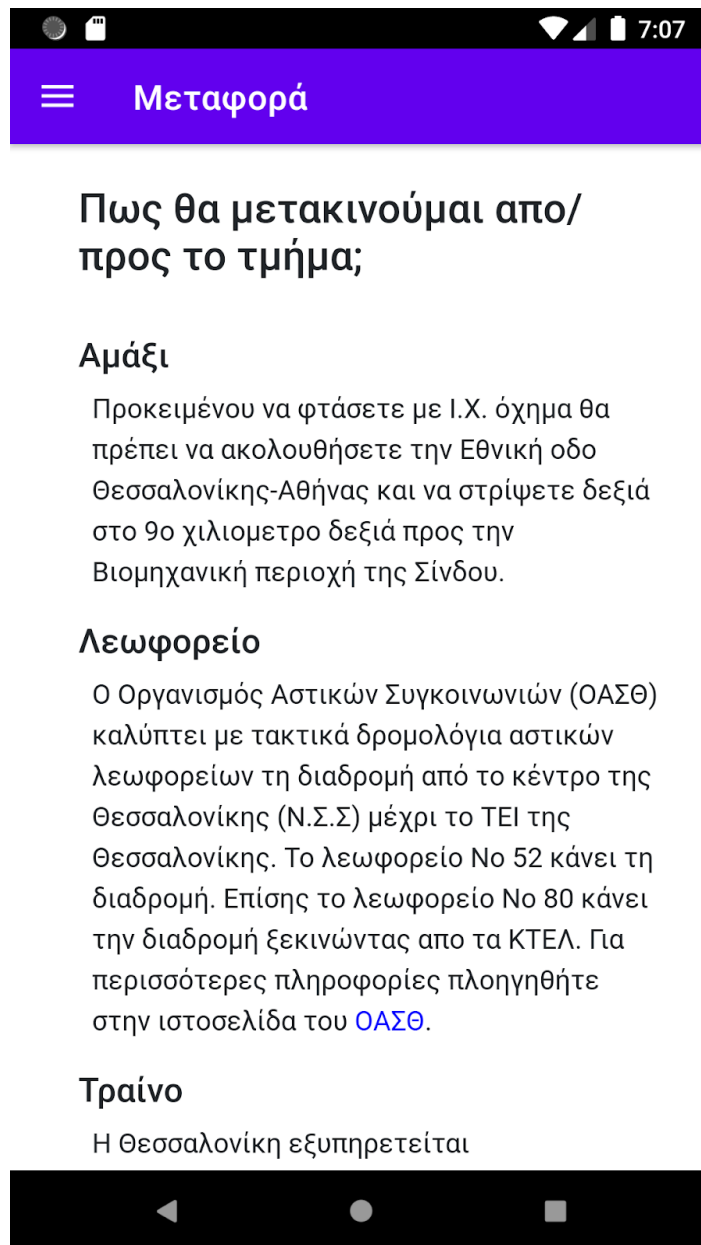 7:07
Μεταφορά
Πως θα μετακινούμαι απο/
προς το τμήμα;
Αμάξι
Προκειμένου να φτάσετε με Ι.Χ. όχημα θα
πρέπει να ακολουθήσετε την Εθνική οδο
Θεσσαλονίκης-Αθήνας και να στρίψετε δεξιά
στο 9ο χιλιομετρο δεξιά προς την
Βιομηχανική περιοχή της Σίνδου.
Λεωφορείο
Ο Οργανισμός Αστικών Συγκοινωνιών (ΟΑΣΘ)
καλύπτει με τακτικά δρομολόγια αστικών
λεωφορείων τη διαδρομή από το κέντρο της
Θεσσαλονίκης (Ν.Σ.Σ) μέχρι το ΤΕΙ της
Θεσσαλονίκης. Το λεωφορείο Νο 52 κάνει τη
διαδρομή. Επίσης το λεωφορείο Νο 80 κάνει
την διαδρομή ξεκινώντας απο τα ΚΤΕΛ. Για
περισσότερες πληροφορίες πλοηγηθήτε
στην ιστοσελίδα του ΟΑΣΘ.
Τραίνο
Η Θεσσαλονίκη εξυπηρετείται